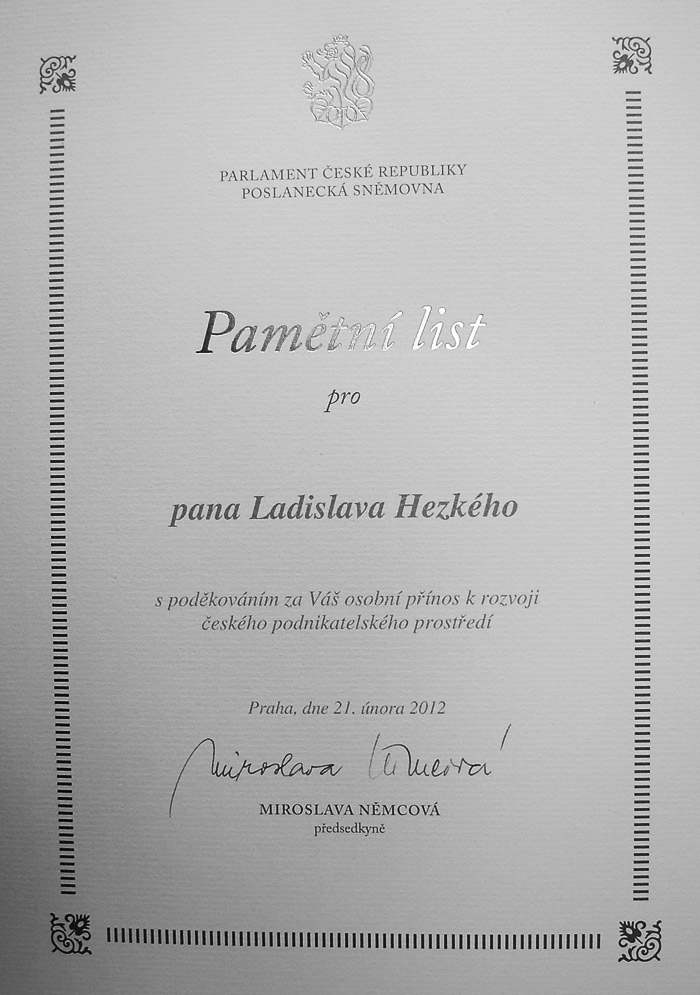 PARLAMENT ČESKÉ REPUBLIKY
POSLANECKÁ SNĚMOVNA
Pamětní list
pro
pana Ladislava Hezkého
s poděkováním za Váš osobní přínos k rozvoji
českého podnikatelského prostředí
Praha, dne 21. února 2012
Miroslava Němcová
MIROSLAVA NĚMCOVÁ
předsedkyně